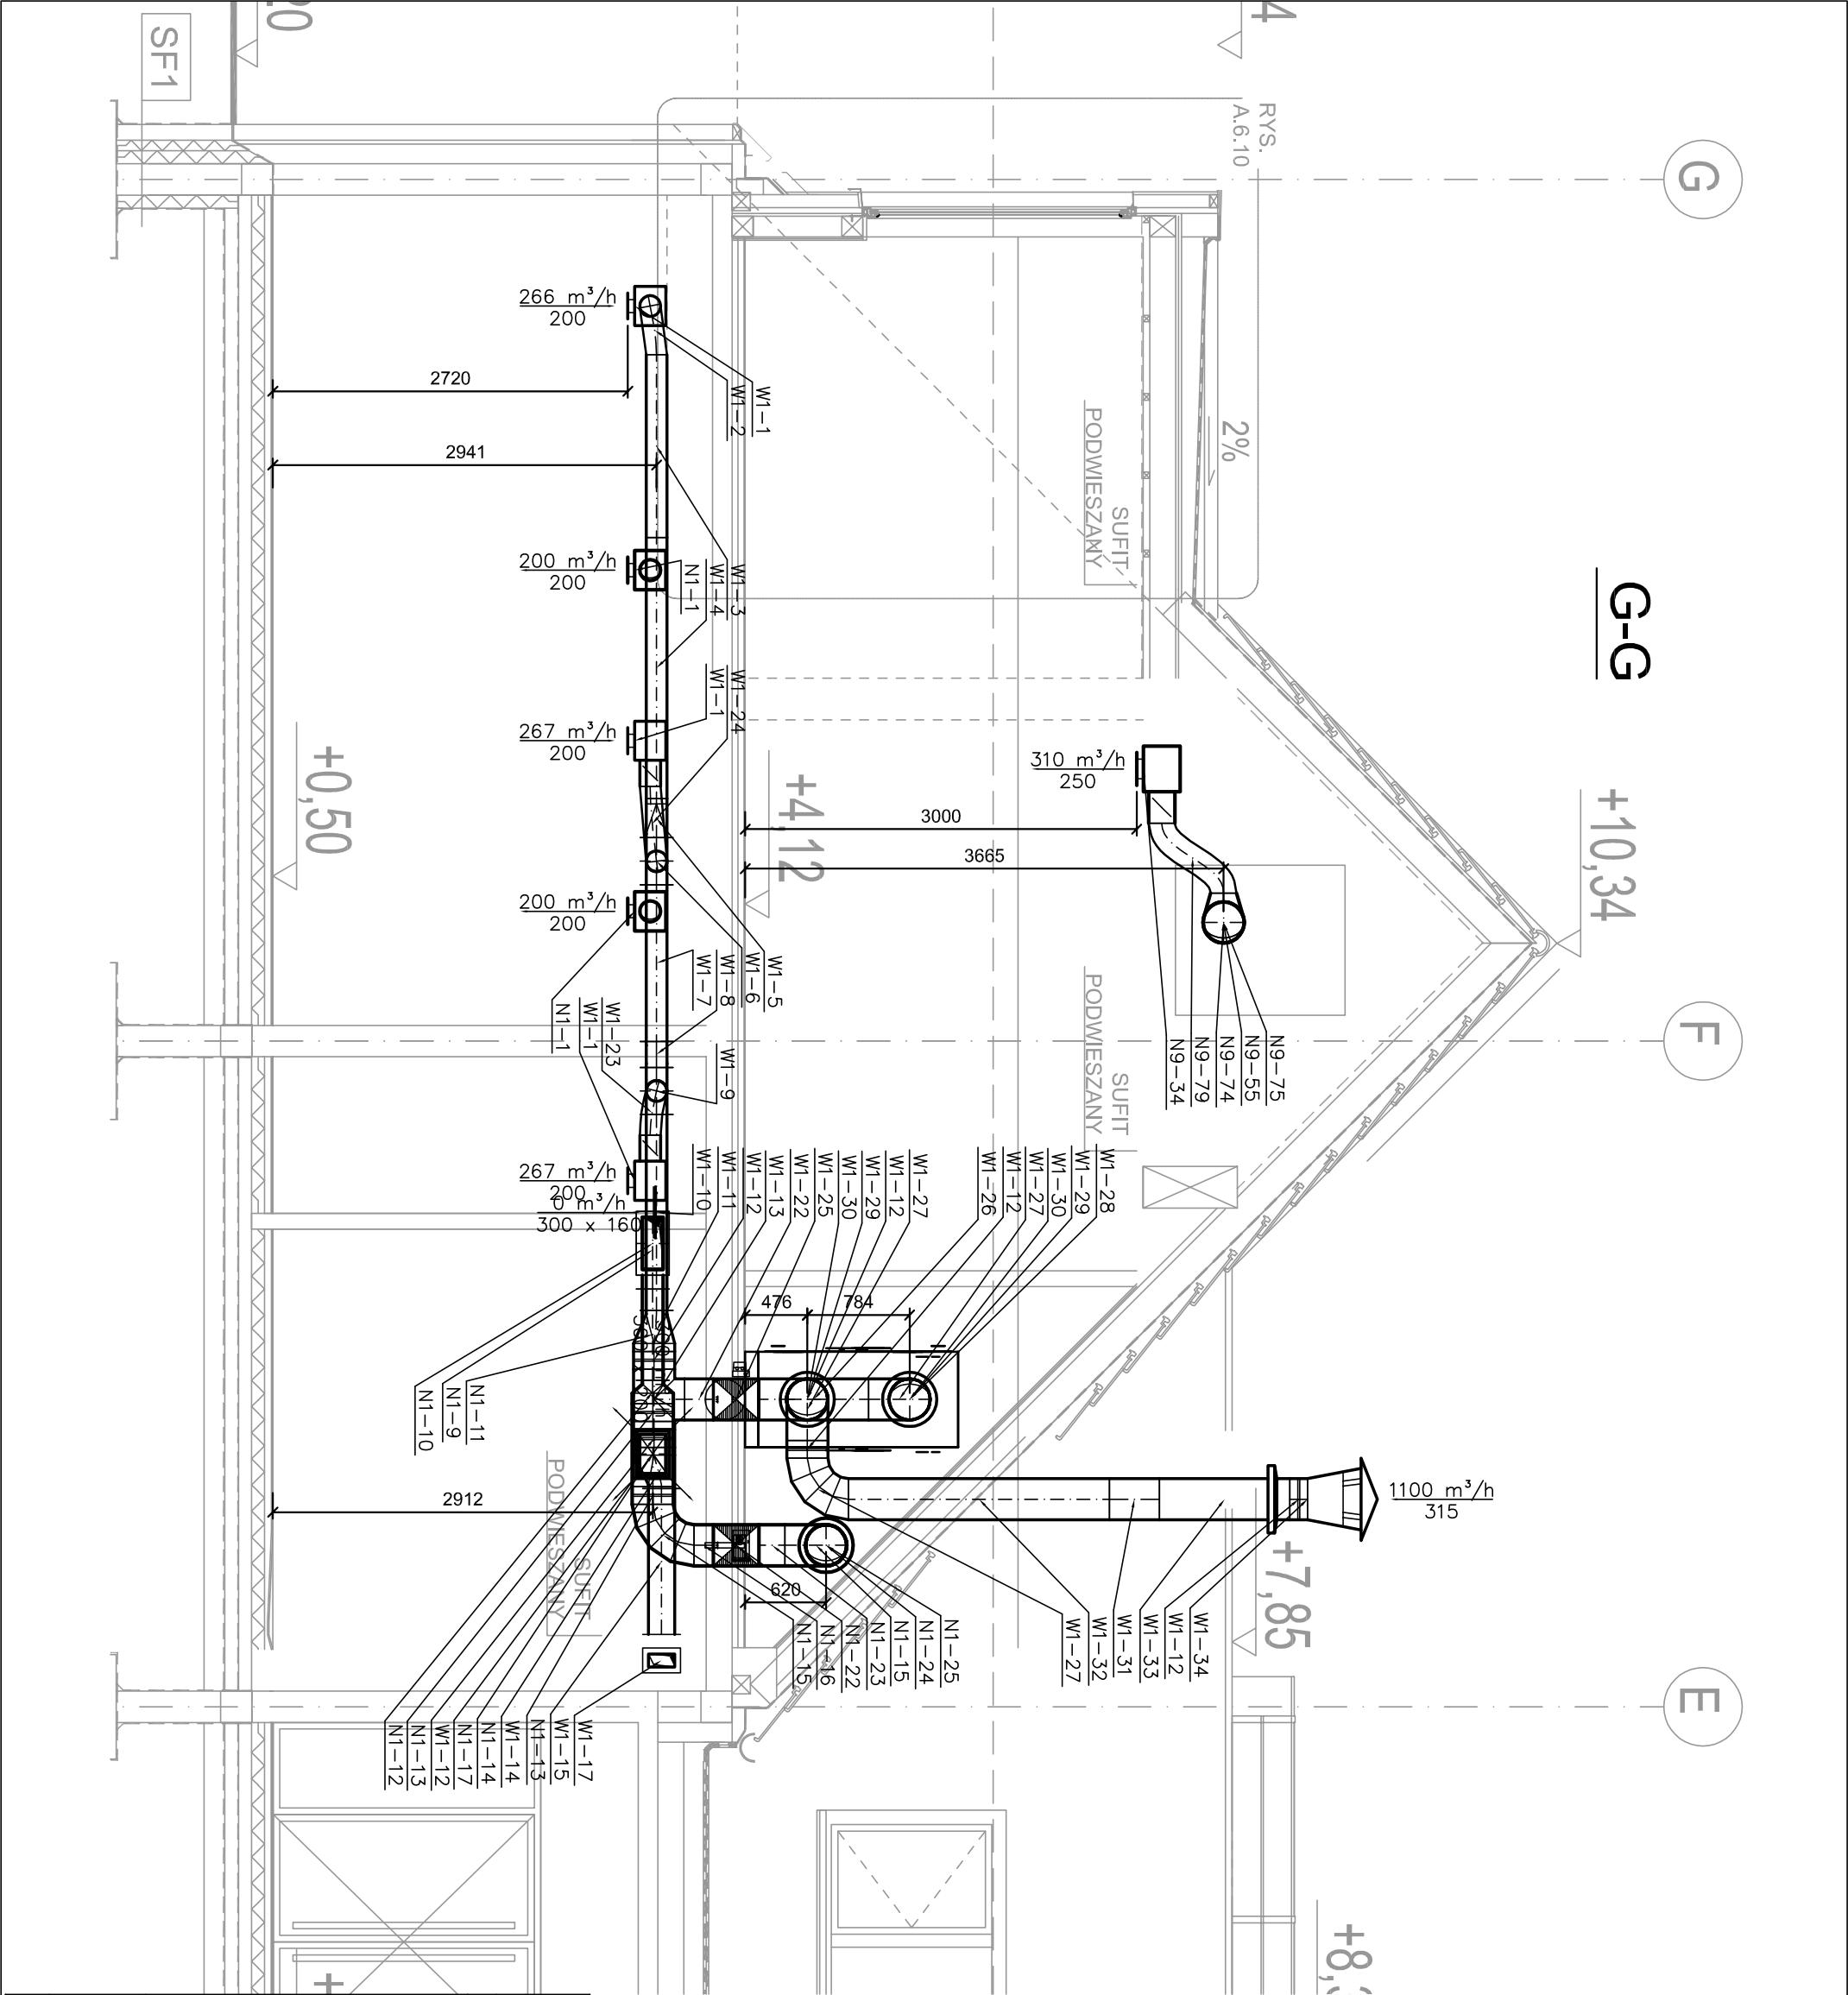 G-G
G
F
E
SF1
RYS.
A.6.10
2%
SUFIT
PODWIESZANY
SUFIT
PODWIESZANY
SUFIT
PODWIESZANY
+10,34
+4,12
+0,50
+7,85
266 m³/h
200
2720
2941
W1-1
W1-2
200 m³/h
200
W1-3
W1-4
N1-1
267 m³/h
200
W1-24
W1-1
200 m³/h
200
310 m³/h
250
3000
3665
W1-5
W1-6
W1-8
W1-7
W1-23
W1-1
N1-1
W1-9
N9-75
N9-55
N9-74
N9-79
N9-34
267 m³/h
200
0 m³/h
300 x 160
W1-10
W1-11
W1-12
W1-13
W1-22
W1-25
W1-30
W1-29
W1-12
W1-27
W1-26
W1-12
W1-27
W1-30
W1-29
W1-28
476
784
N1-11
N1-9
N1-10
2912
620
1100 m³/h
315
N1-15
N1-16
N1-22
N1-23
N1-15
N1-24
N1-25
W1-27
W1-32
W1-31
W1-33
W1-12
W1-34
N1-12
N1-13
W1-12
N1-17
N1-14
W1-14
N1-13
W1-15
W1-17